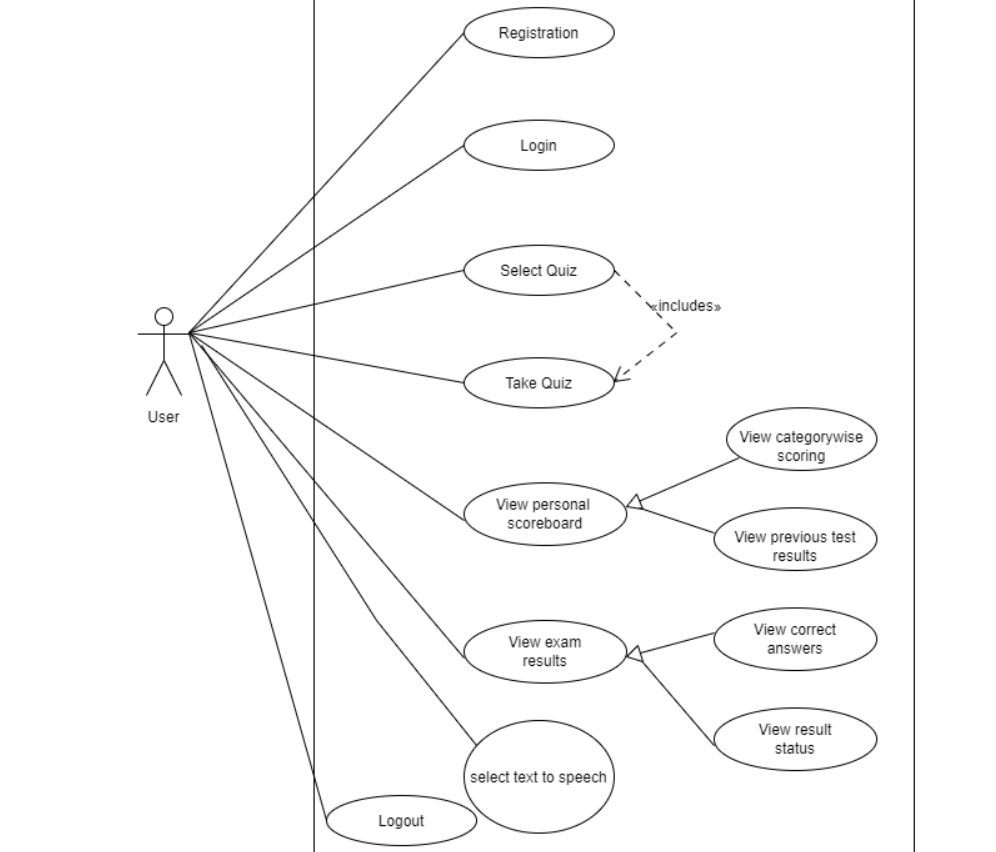 Registration
Login
Select Quiz
«includes»
User
Take Quiz
View categorywise
scoring
View personal
scoreboard
View previous test
results
View exam
results
View correct
answers
View result
status
select text to speech
Logout